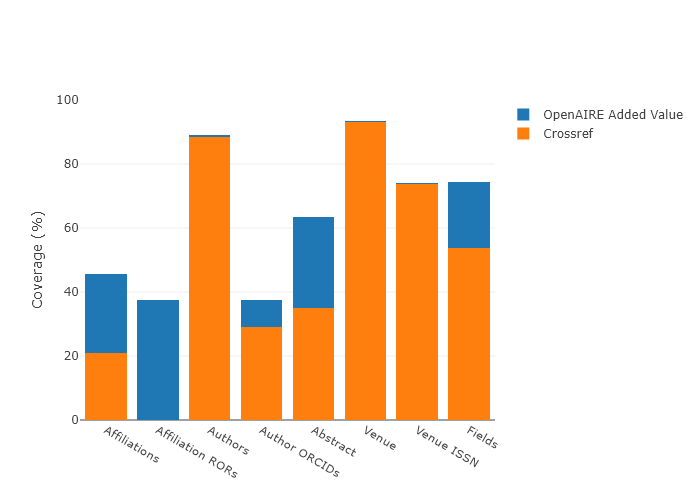 100
80
60
40
20
0
Coverage (%)
OpenAIRE Added Value
Crossref
Affiliations
Affiliation RORs
Authors
Author ORCIDs
Abstract
Venue
Venue ISSN
Fields